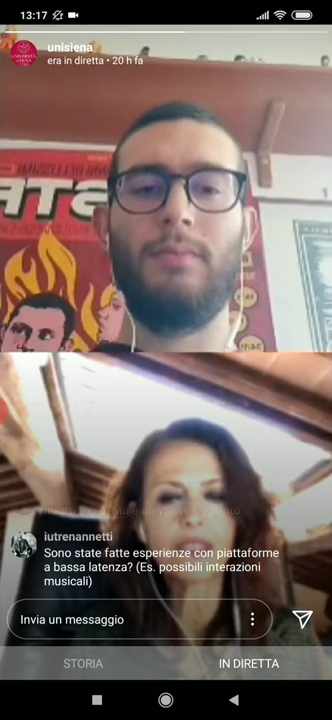 13:17
unisiena
era in diretta • 20 h fa
iutrenannetti
Sono state fatte esperienze con piattaforme
a bassa latenza? (Es. possibili interazioni
musicali)
Invia un messaggio
STORIA
IN DIRETTA